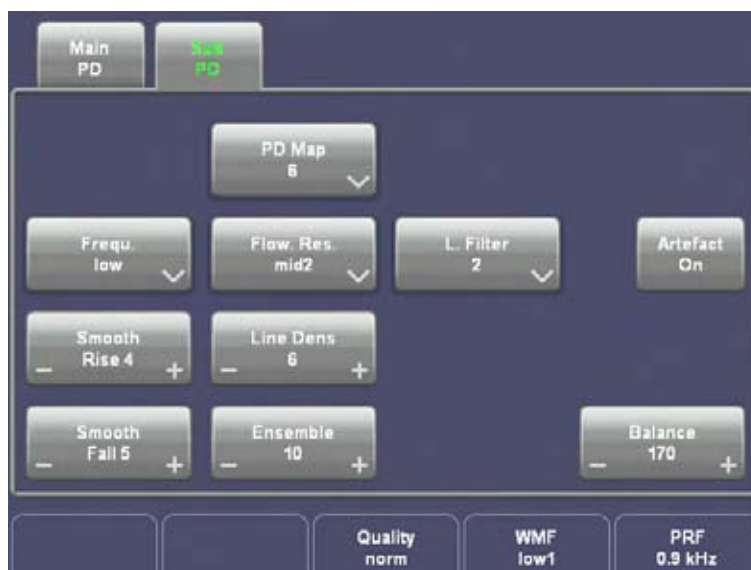 Main
PD
Sub
PD
PD Map
6
Frequ.
low
Flow. Res.
mid2
L. Filter
2
Artefact
On
Smooth
Rise 4
- +
Line Dens
6
- +
Smooth
Fall 5
- +
Ensemble
10
- +
Balance
170
- +
Quality
norm
WMF
low1
PRF
0.9 kHz